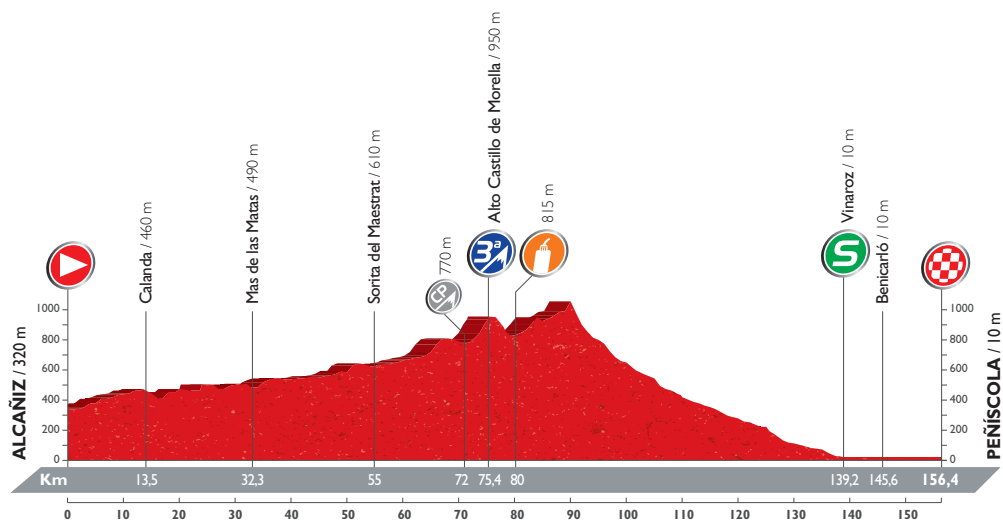 ALCAÑIZ / 320 m
Calanda / 460 m
Mas de las Matas / 490 m
Sorita del Maestrat / 610 m
770 m
CP
Alto Castillo de Morella / 950 m
3ª
815 m
Vinaroz / 10 m
S
Benicarló / 10 m
PEÑÍSCOLA / 10 m
1000
800
600
400
200
0
1000
800
600
400
200
0
Km 13,5 32,3 55 72 75,4 80 139,2 145,6 156,4
0 10 20 30 40 50 60 70 80 90 100 110 120 130 140 150